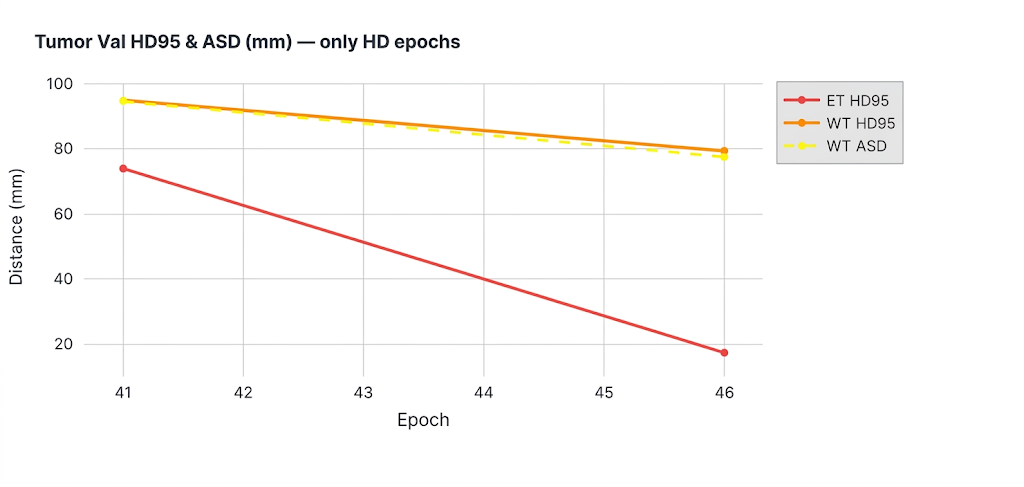 Tumor Val HD95 & ASD (mm) — only HD epochs
100
80
60
40
20
Distance (mm)
41 42 43 44 45 46
Epoch
ET HD95
WT HD95
WT ASD